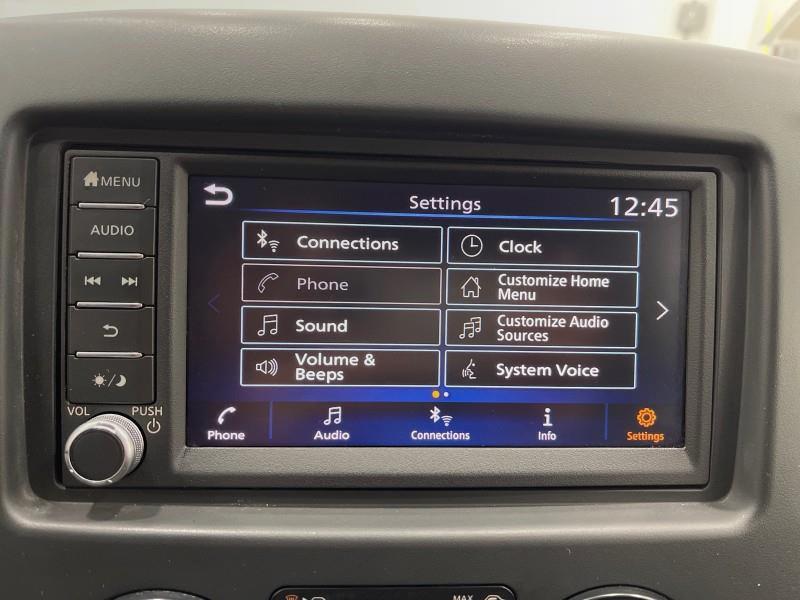 MENU
AUDIO
VOL
PUSH
Settings
12:45
Connections
Clock
Phone
Customize Home
Menu
Sound
Customize Audio
Sources
Volume &
Beeps
System Voice
Phone
Audio
Connections
Info
Settings
MAX